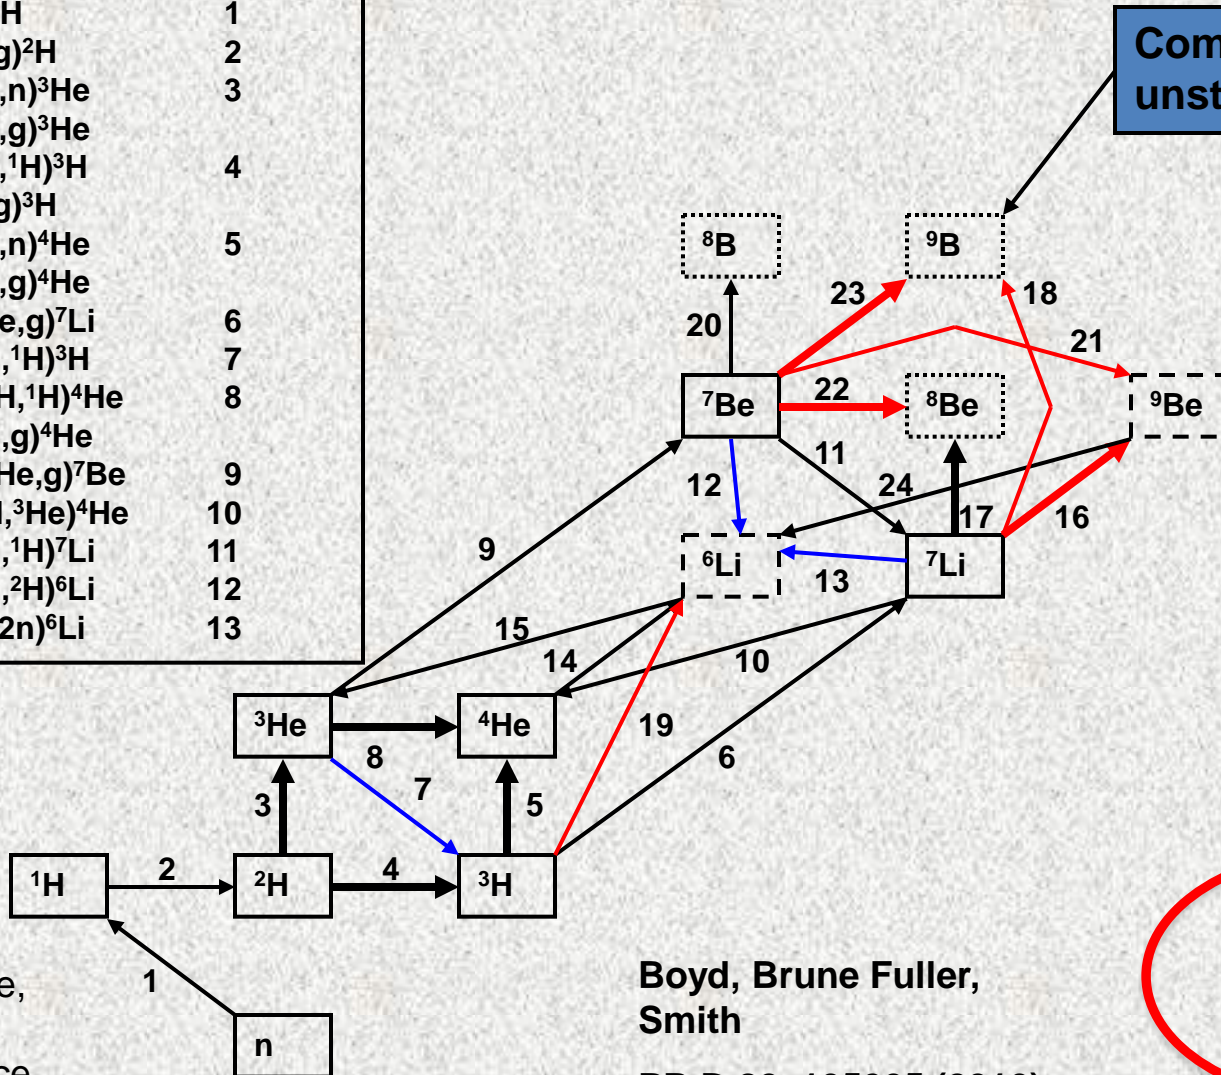 H 1
g)²H 2
,n)³He 3
,g)³He
,¹H)³H 4
g)³H
,n)⁴He 5
,g)⁴He
e,g)⁷Li 6
,¹H)³H 7
H,¹H)⁴He 8
,g)⁴He
He,g)⁷Be 9
,³He)⁴He 10
,¹H)⁷Li 11
,²H)⁶Li 12
2n)⁶Li 13
Com
unst
⁸B
⁹B
23
18
20
21
⁷Be
22
⁸Be
⁹Be
11
12
24
17
16
9
⁶Li
⁷Li
13
15
14
10
³He
⁴He
19
8
6
7
3
5
¹H
2
²H
4
³H
1
n
e,
Boyd, Brune Fuller,
Smith